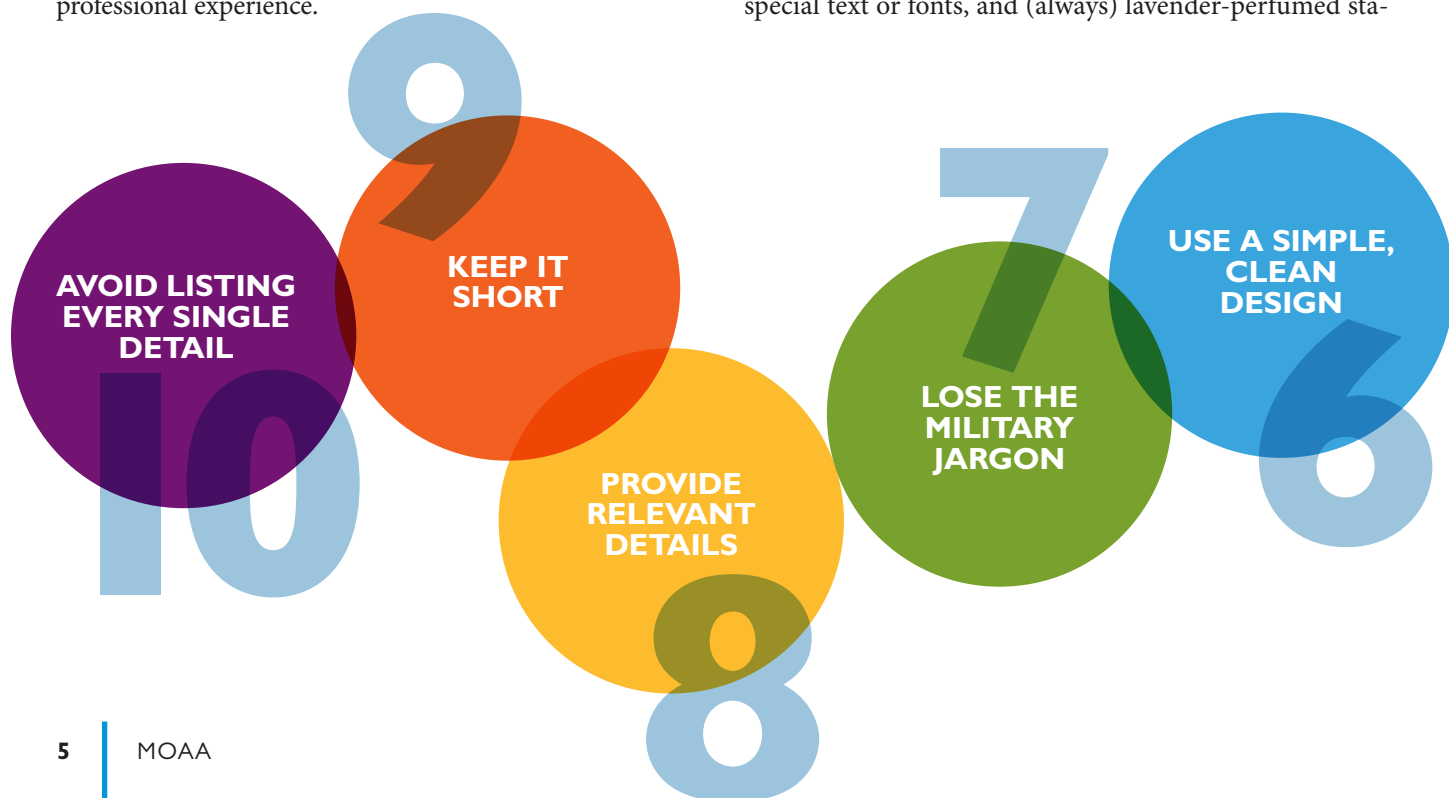 professional experience.
special text or fonts, and (always) lavender-perfumed sta-
10
AVOID LISTING
EVERY SINGLE
DETAIL
9
KEEP IT
SHORT
8
PROVIDE
RELEVANT
DETAILS
7
LOSE THE
MILITARY
JARGON
6
USE A SIMPLE,
CLEAN
DESIGN
5 MOAA